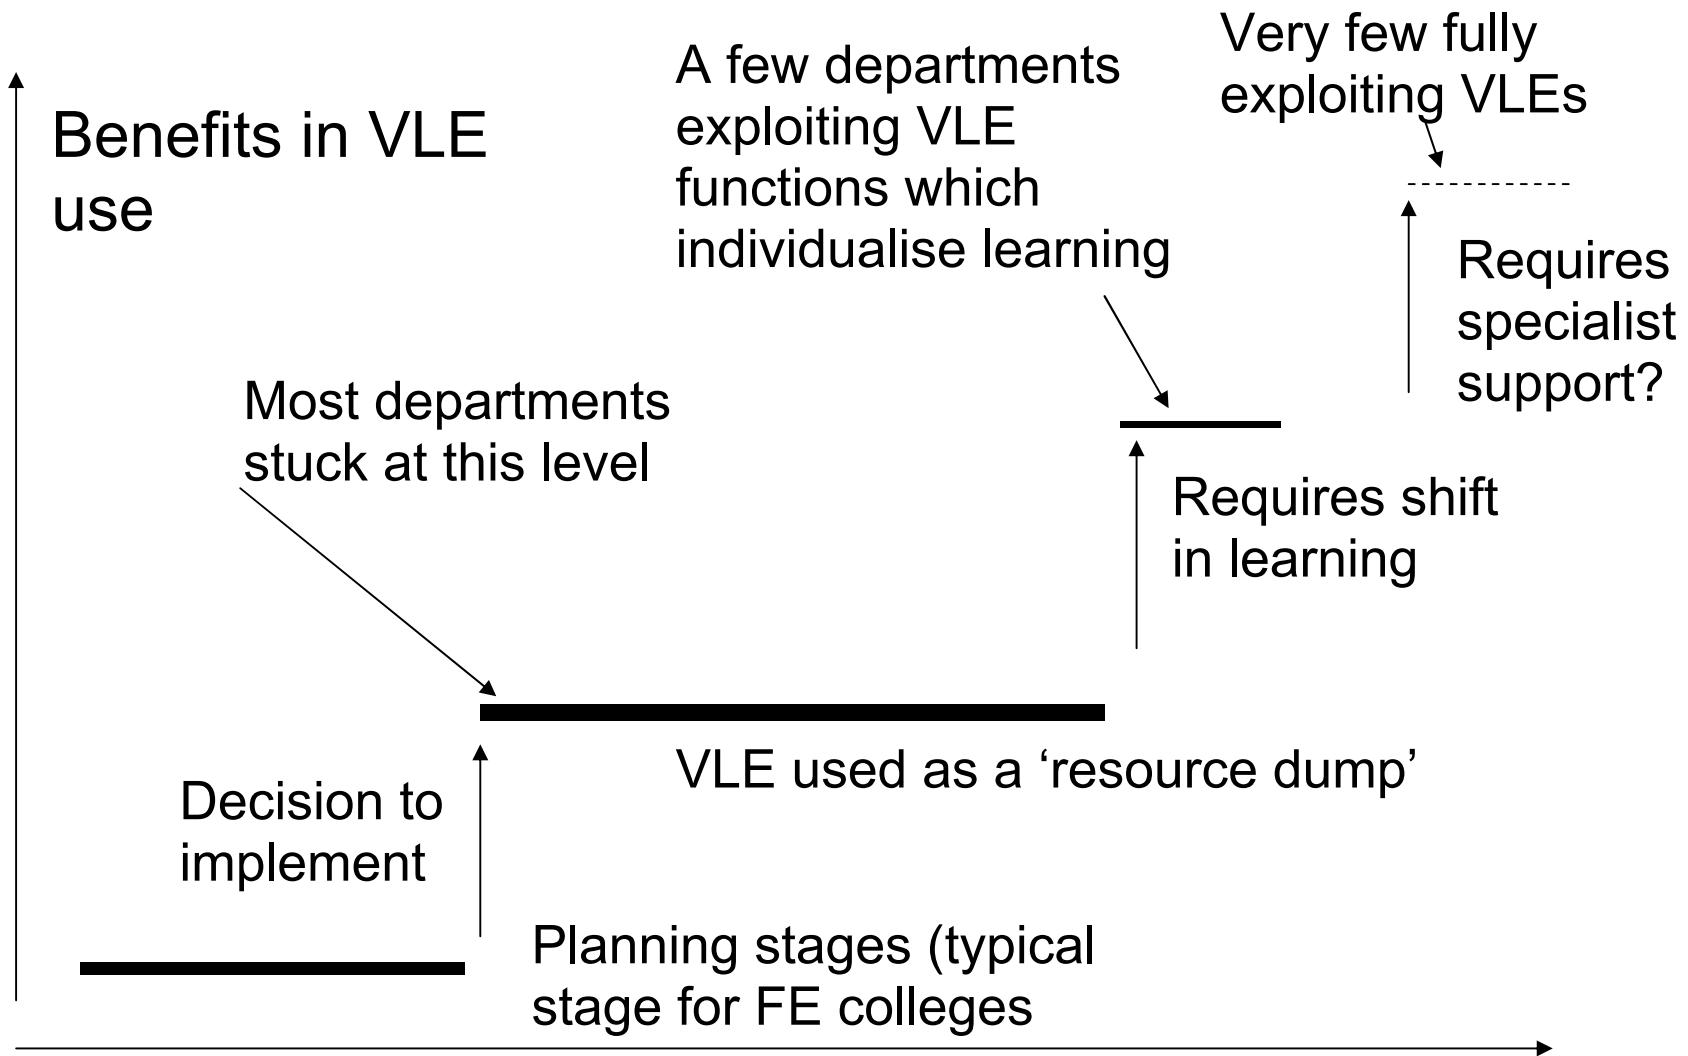 Benefits in VLE
use
A few departments
exploiting VLE
functions which
individualise learning
Very few fully
exploiting VLEs
Requires
specialist
support?
Most departments
stuck at this level
Requires shift
in learning
VLE used as a ‘resource dump’
Decision to
implement
Planning stages (typical
stage for FE colleges